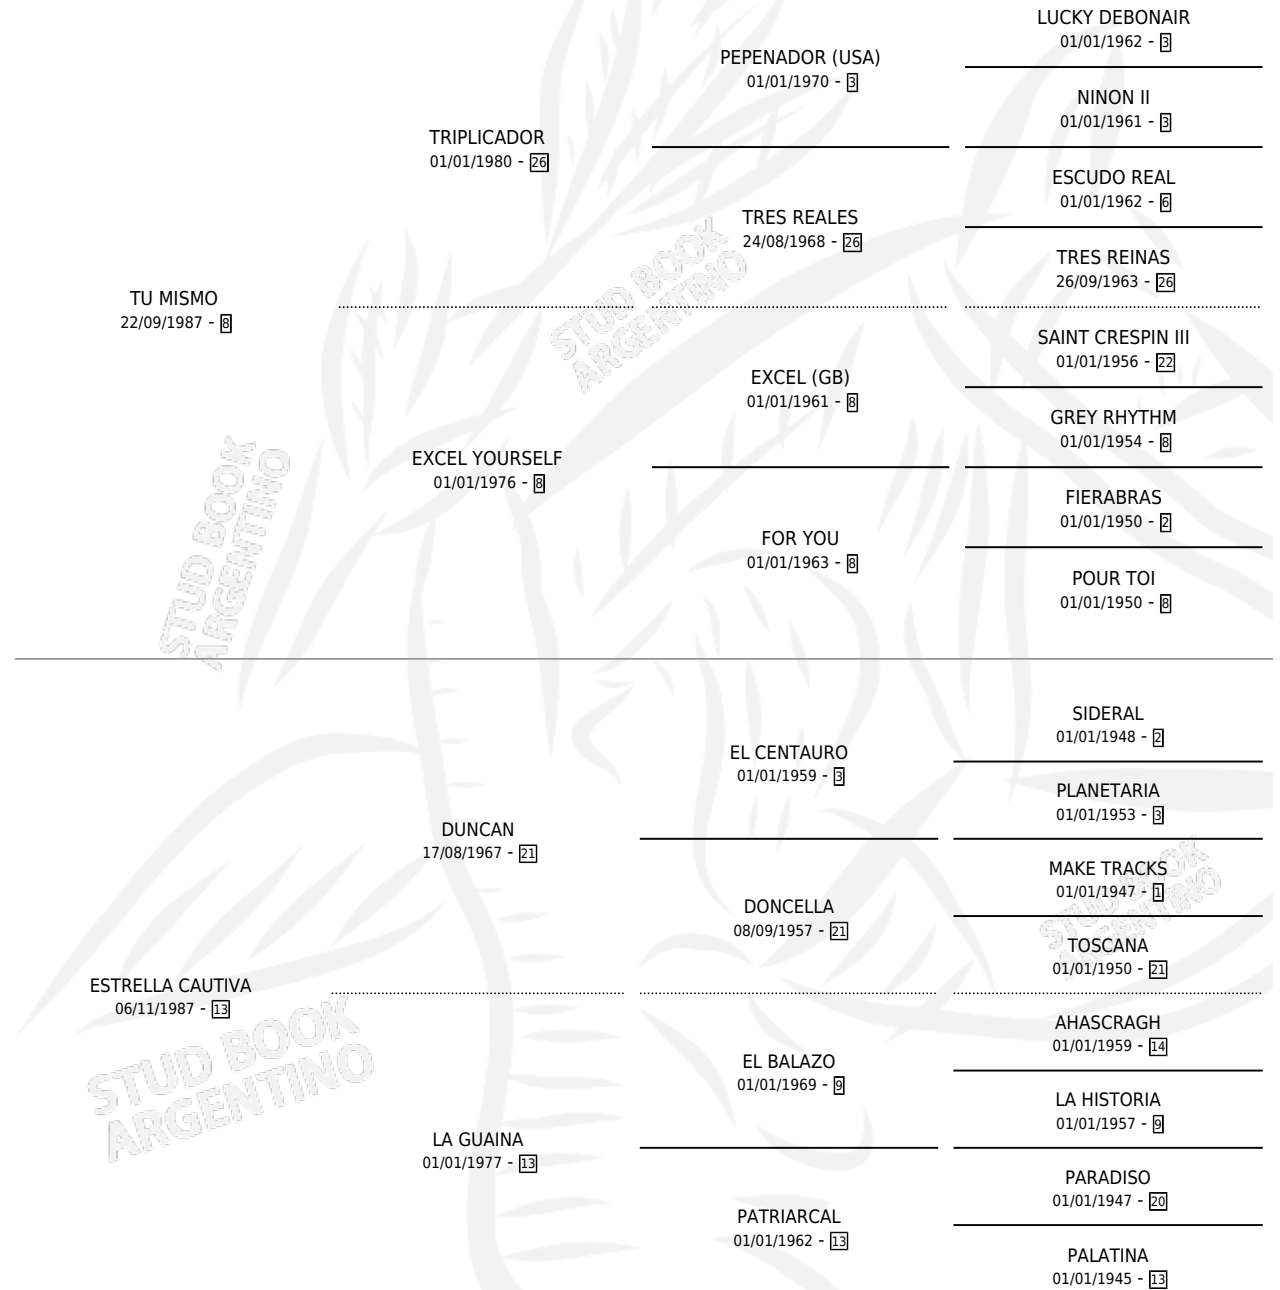 LUCKY DEBONAIR
01/01/1962 - 3
PEPENADOR (USA)
01/01/1970 - 3
NINON II
01/01/1961 - 3
TRIPLICADOR
01/01/1980 - 26
ESCUDO REAL
01/01/1962 - 6
TRES REALES
24/08/1968 - 26
TRES REINAS
26/09/1963 - 26
TU MISMO
22/09/1987 - 8
SAINT CRESPIN III
01/01/1956 - 22
EXCEL (GB)
01/01/1961 - 8
GREY RHYTHM
01/01/1954 - 8
EXCEL YOURSELF
01/01/1976 - 8
FIERABRAS
01/01/1950 - 2
FOR YOU
01/01/1963 - 8
POUR TOI
01/01/1950 - 8
SIDERAL
01/01/1948 - 2
EL CENTAURO
01/01/1959 - 3
PLANETARIA
01/01/1953 - 3
DUNCAN
17/08/1967 - 21
MAKE TRACKS
01/01/1947 - 1
DONCELLA
08/09/1957 - 21
TOSCANA
01/01/1950 - 21
ESTRELLA CAUTIVA
06/11/1987 - 13
AHASCRAGH
01/01/1959 - 14
EL BALAZO
01/01/1969 - 9
LA HISTORIA
01/01/1957 - 9
LA GUAINA
01/01/1977 - 13
PARADISO
01/01/1947 - 20
PATRIARCAL
01/01/1962 - 13
PALATINA
01/01/1945 - 13
STUD BOOK
ARGENTINO
STUD BOOK
ARGENTINO
STUD BOOK
ARGENTINO
STUD BOOK
ARGENTINO